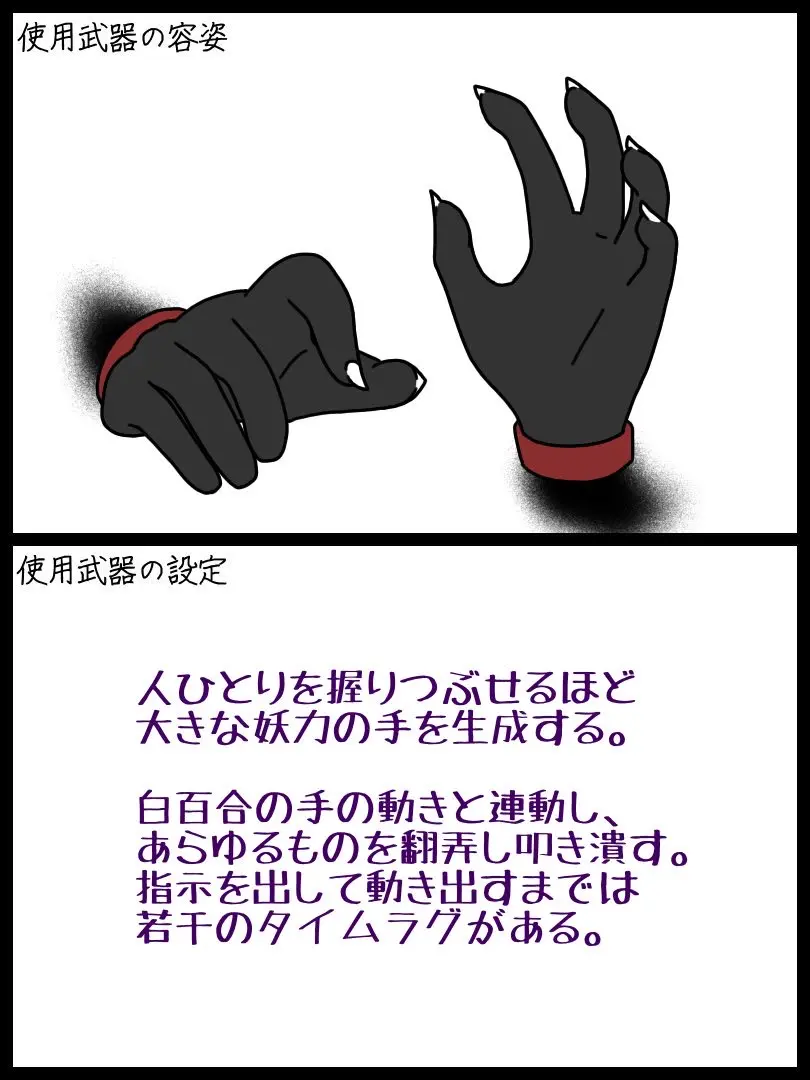 使用武器の容姿
使用武器の設定
人ひとりを握りつぶせるほど
大きな妖力の手を生成する。
白百合の手の動きと連動し、
あらゆるものを翻弄し叩き潰す。
指示を出して動き出すまでは
若干のタイムラグがある。